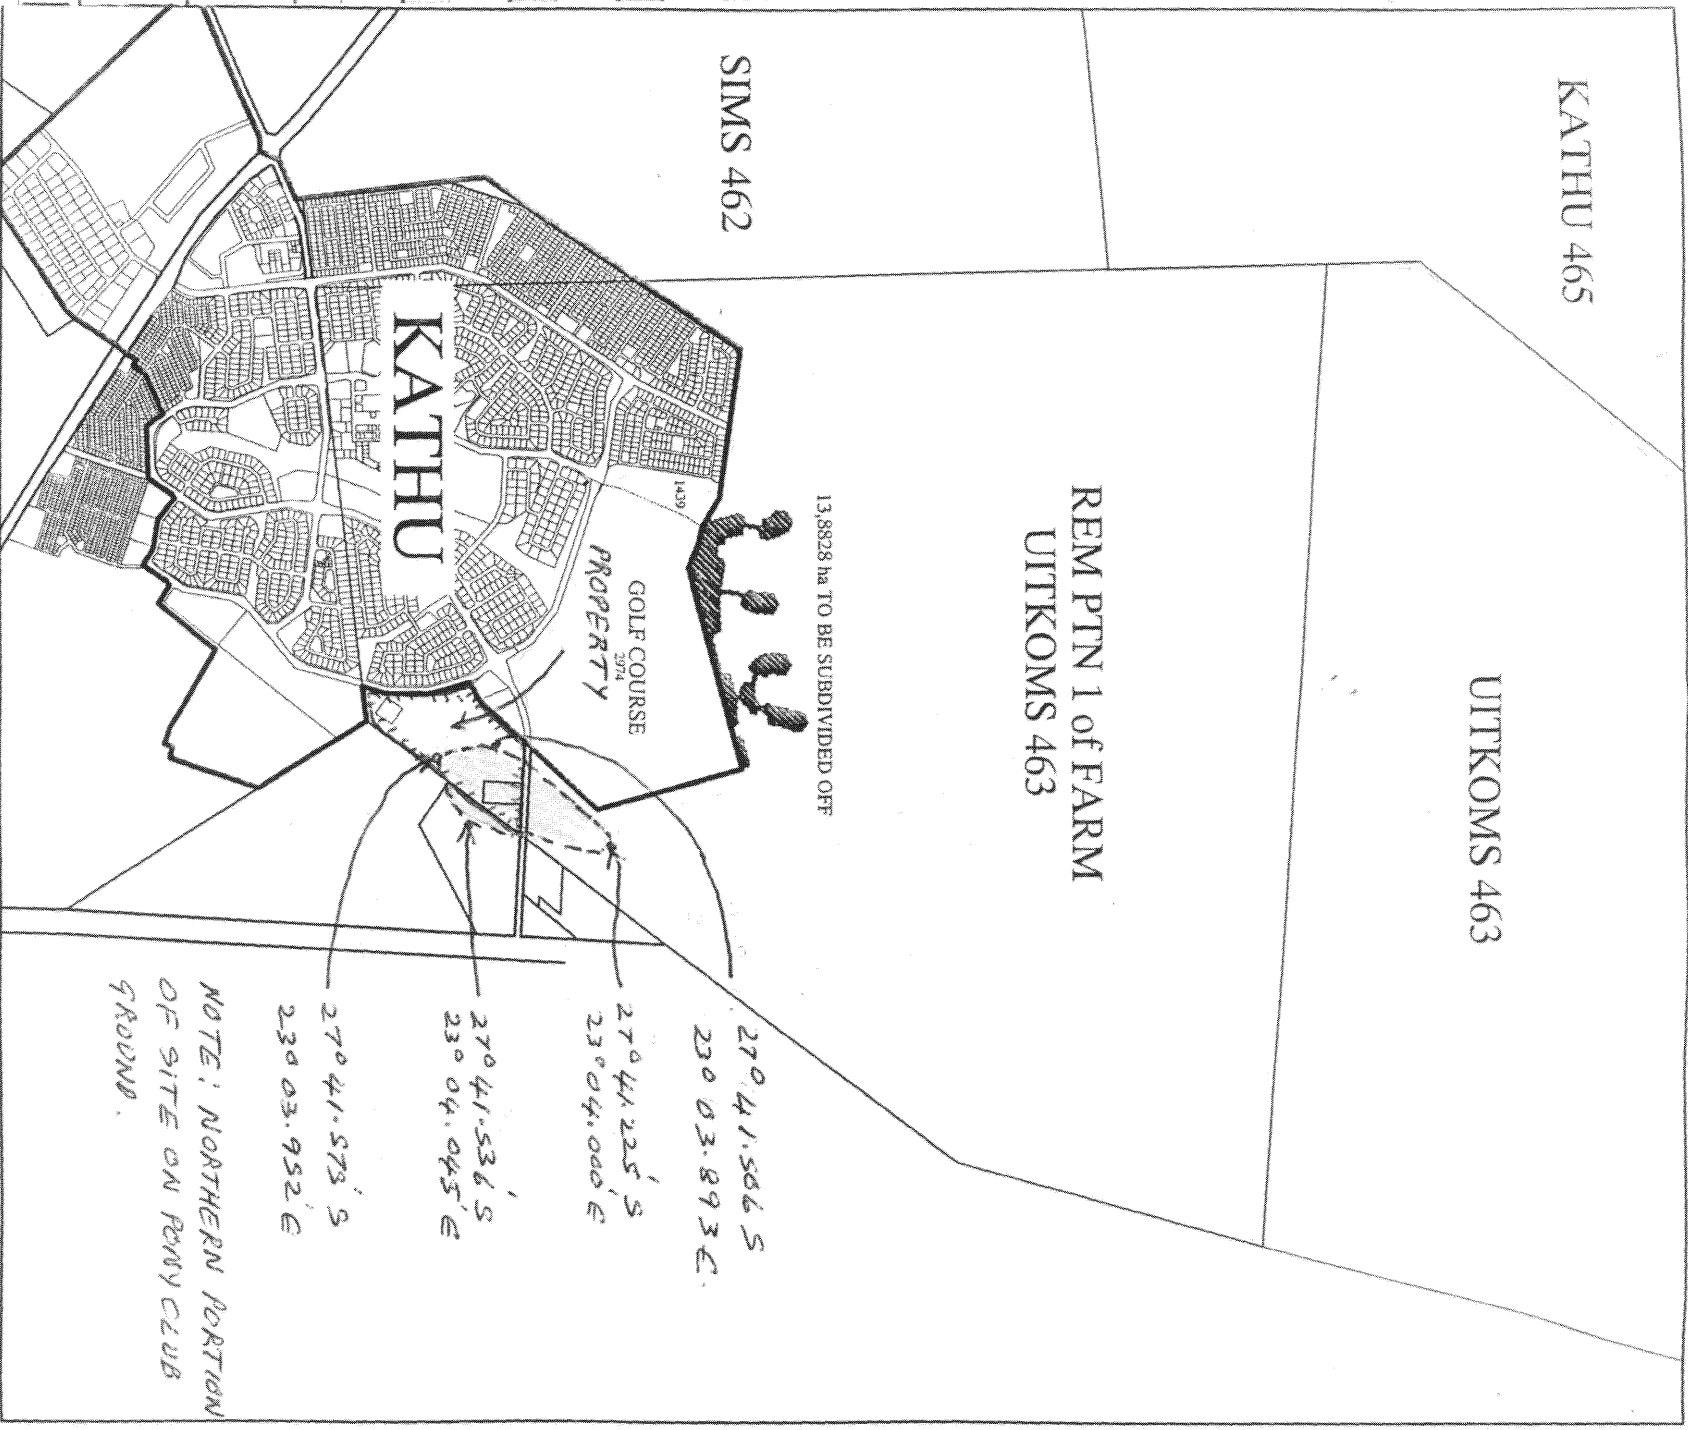 KATHU 465
UITKOMS 463
REM PTN 1 of FARM
UITKOMS 463
SIMS 462
13,8828 ha TO BE SUBDIVIDED OFF
1439
GOLF COURSE
2974
PROPERTY
KATHU
27° 41.506 S
23° 03.893 E.
27° 41.225' S
23° 04.000' E
27° 41.536' S
23° 04.045' E
27° 41.573' S
23° 03.952' E
NOTE: NORTHERN PORTION
OF SITE ON PONY CLUB
GROUND.